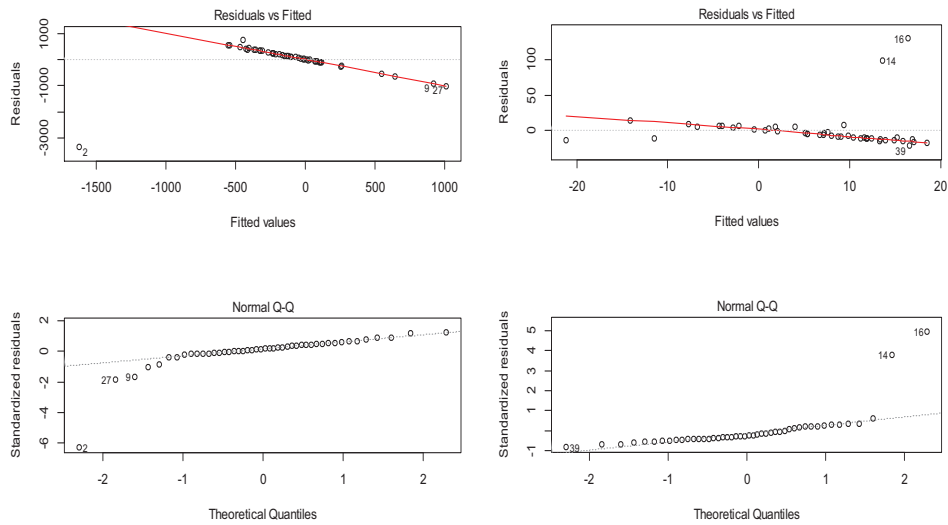 Residuals vs Fitted
Residuals
1000
-1000
-3000
2
9
27
-1500 -1000 -500 0 500 1000
Fitted values
Residuals vs Fitted
Residuals
100
50
0
16
14
39
-20 -10 0 10 20
Fitted values
Normal Q-Q
Standardized residuals
2
0
-2
-4
-6
27
9
2
-2 -1 0 1 2
Theoretical Quantiles
Normal Q-Q
Standardized residuals
5
4
3
2
1
-1
16
14
39
-2 -1 0 1 2
Theoretical Quantiles